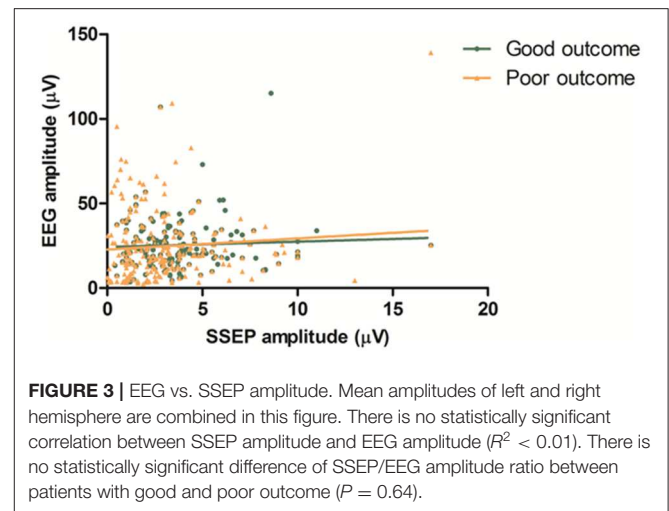 150
100
50
0
0
5
10
15
20
EEG amplitude (μV)
SSEP amplitude (μV)
Good outcome
Poor outcome
FIGURE 3 | EEG vs. SSEP amplitude. Mean amplitudes of left and right
hemisphere are combined in this figure. There is no statistically significant
correlation between SSEP amplitude and EEG amplitude (R² < 0.01). There is
no statistically significant difference of SSEP/EEG amplitude ratio between
patients with good and poor outcome (P = 0.64).